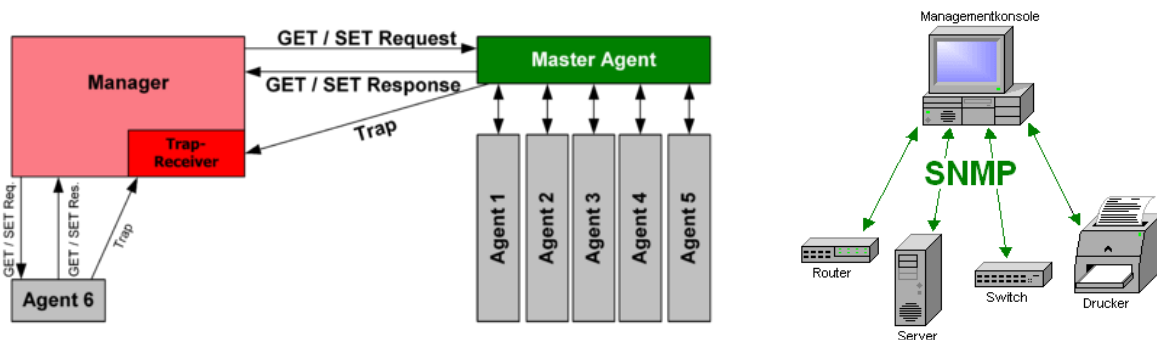 Manager
Trap-
Receiver
GET / SET Request
GET / SET Response
Trap
Master Agent
Agent 1
Agent 2
Agent 3
Agent 4
Agent 5
GET / SET Req.
GET / SET Res.
Trap
Agent 6
Managementkonsole
SNMP
Router
Server
Switch
Drucker